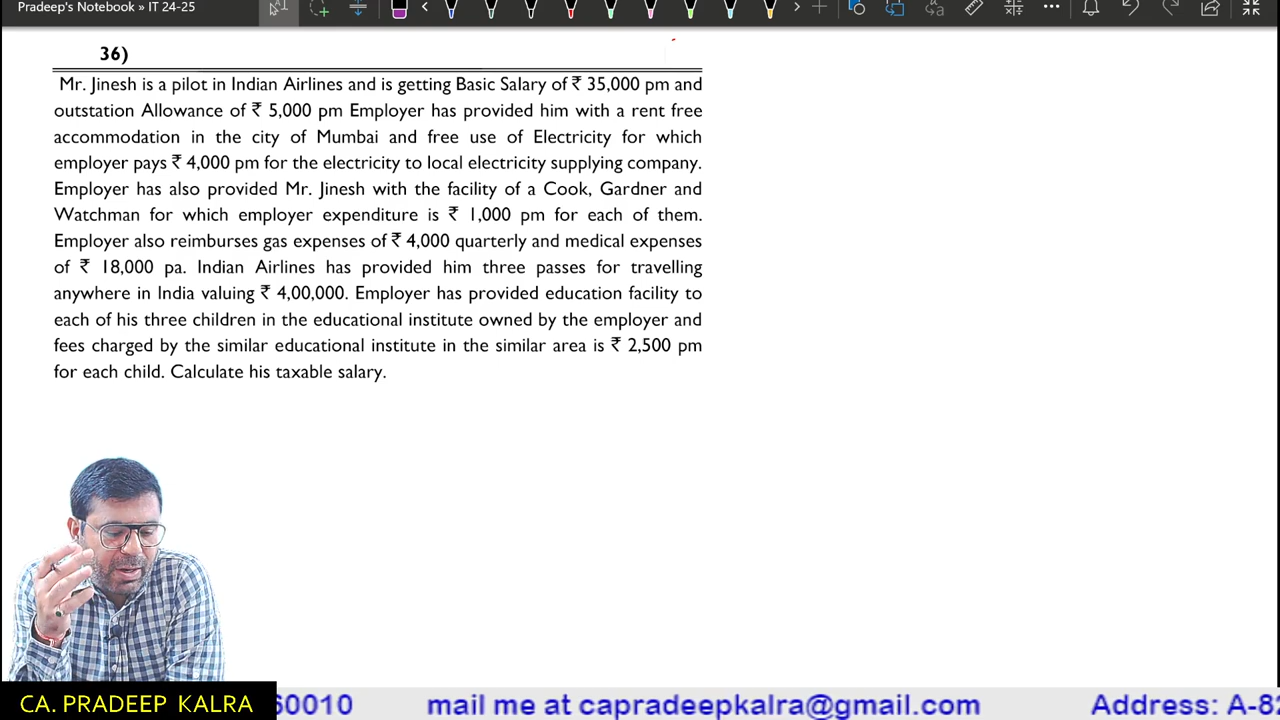 Pradeep's Notebook » IT 24-25
36)
Mr. Jinesh is a pilot in Indian Airlines and is getting Basic Salary of ₹ 35,000 pm and
outstation Allowance of ₹ 5,000 pm Employer has provided him with a rent free
accommodation in the city of Mumbai and free use of Electricity for which
employer pays ₹ 4,000 pm for the electricity to local electricity supplying company.
Employer has also provided Mr. Jinesh with the facility of a Cook, Gardner and
Watchman for which employer expenditure is ₹ 1,000 pm for each of them.
Employer also reimburses gas expenses of ₹ 4,000 quarterly and medical expenses
of ₹ 18,000 pa. Indian Airlines has provided him three passes for travelling
anywhere in India valuing ₹ 4,00,000. Employer has provided education facility to
each of his three children in the educational institute owned by the employer and
fees charged by the similar educational institute in the similar area is ₹ 2,500 pm
for each child. Calculate his taxable salary.
CA. PRADEEP KALRA
60010 mail me at capradeepkalra@gmail.com Address: A-82